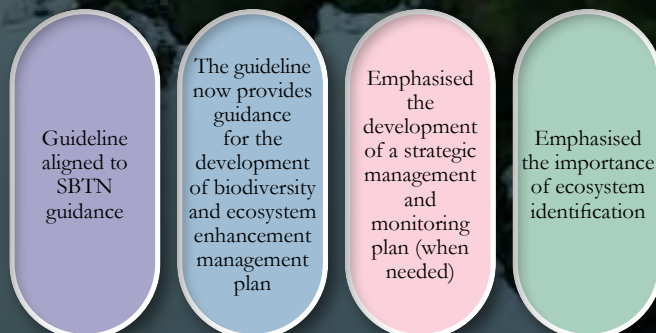 Guideline
aligned to
SBTN
guidance
The guideline
now provides
guidance
for the
development
of biodiversity
and ecosystem
enhancement
management
plan
Emphasised
the
development
of a strategic
management
and
monitoring
plan (when
needed)
Emphasised
the importance
of ecosystem
identification